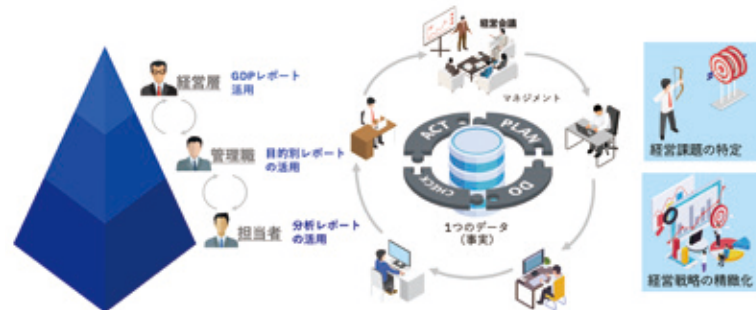 経営層
GDPレポート
活用
管理職
目的別レポート
の活用
担当者
分析レポート
の活用
経営会議
マネジメント
ACT
PLAN
CHECK
DO
1つのデータ
(事実)
経営課題の特定
経営戦略の精緻化